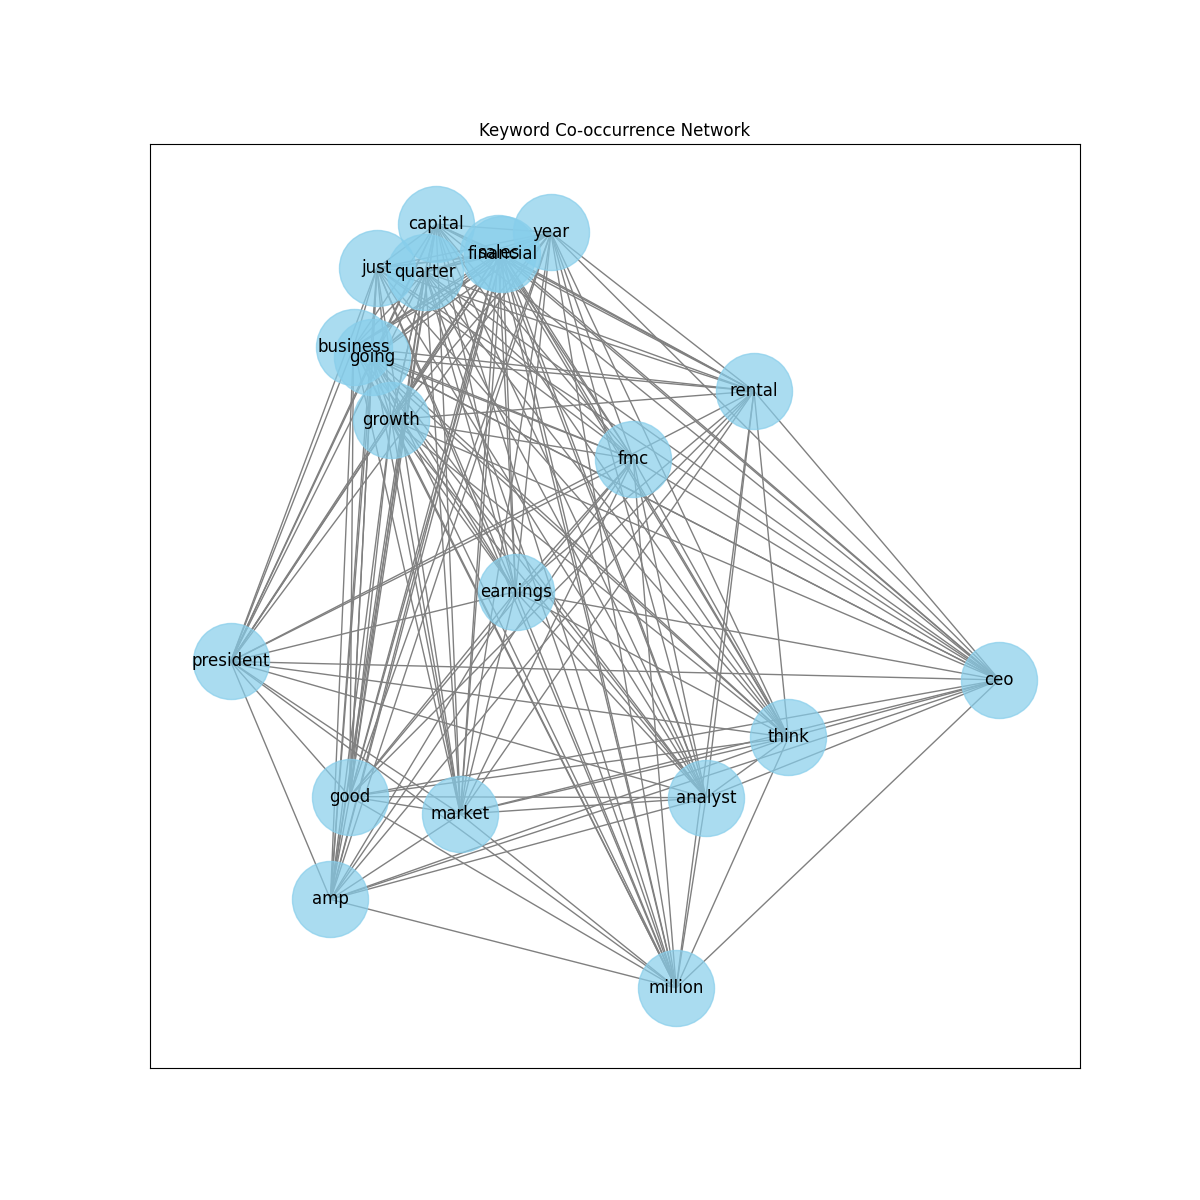 Keyword Co-occurrence Network
capital
year
sales
financial
just
quarter
business
going
growth
rental
fmc
earnings
president
ceo
think
good
analyst
market
amp
million